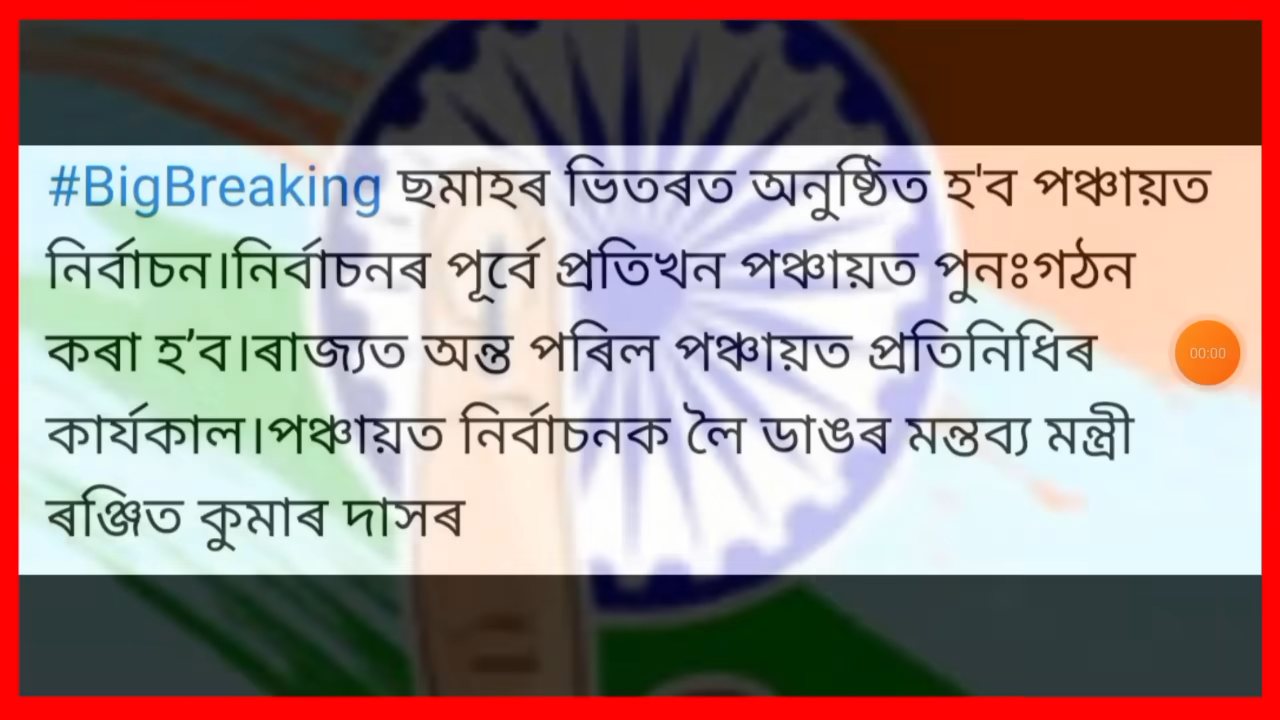 #BigBreaking ছমাহৰ ভিতৰত অনুষ্ঠিত হ'ব পঞ্চায়ত
নিৰ্বাচন।নিৰ্বাচনৰ পূৰ্বে প্ৰতিখন পঞ্চায়ত পুনঃগঠন
কৰা হ’ব।ৰাজ্যত অন্ত পৰিল পঞ্চায়ত প্ৰতিনিধিৰ
00:00
কাৰ্যকাল।পঞ্চায়ত নিৰ্বাচনক লৈ ডাঙৰ মন্তব্য মন্ত্ৰী
ৰঞ্জিত কুমাৰ দাসৰ